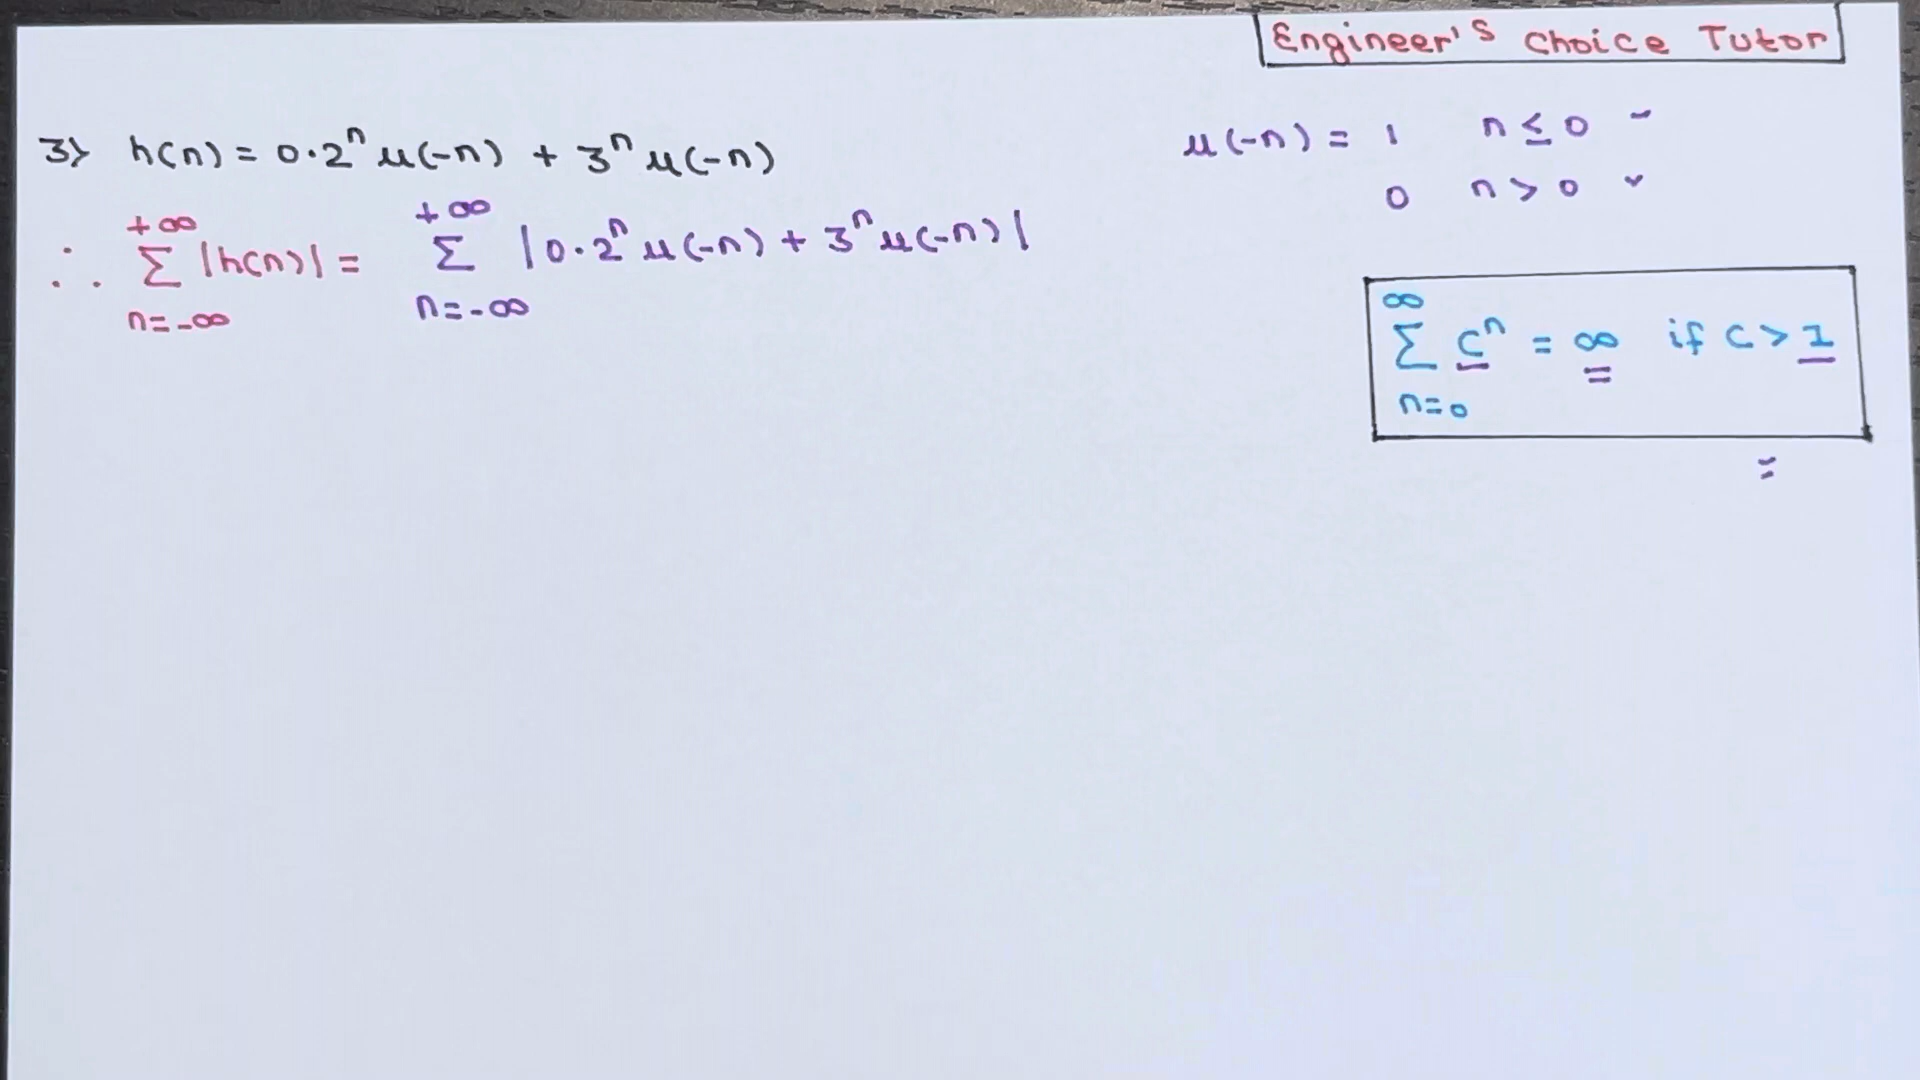 Engineer's Choice Tutor
3) h(n) = 0.2ⁿ u(-n) + 3ⁿ u(-n)
u(-n) = 1 n ≤ 0
0 n > 0
+∞ +∞
∴ Σ |h(n)| = Σ |0.2ⁿ u(-n) + 3ⁿ u(-n)|
n=-∞ n=-∞
∞
Σ cⁿ = ∞ if c > 1
n=0
=